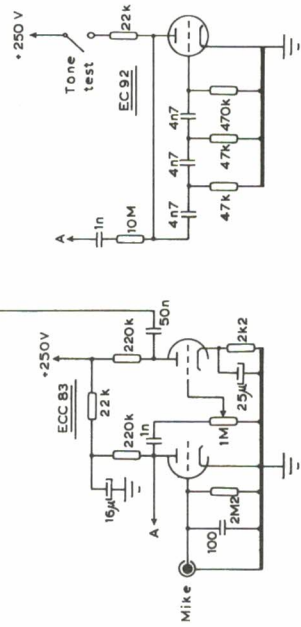 +250V
16μ
22k
ECC 83
220k
220k
A
1n
50n
Mike
100
2M2
1M
25μ
2k2
+250 V
Tone
test
22k
EC 92
A
1n
10M
4n7
4n7
4n7
47k
47k
470k